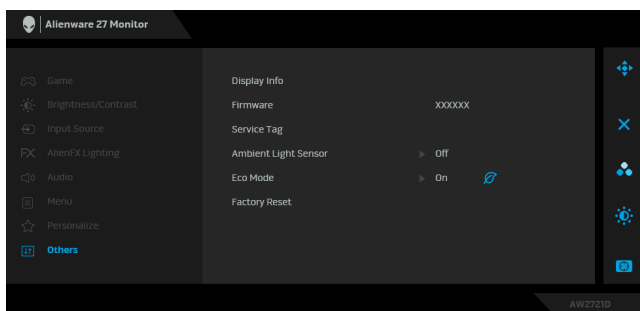 Alienware 27 Monitor
Game
Brightness/Contrast
Input Source
AlienFX Lighting
Audio
Menu
Personalize
Others
Display Info
Firmware XXXXXX
Service Tag
Ambient Light Sensor Off
Eco Mode On
Factory Reset
AW2721D